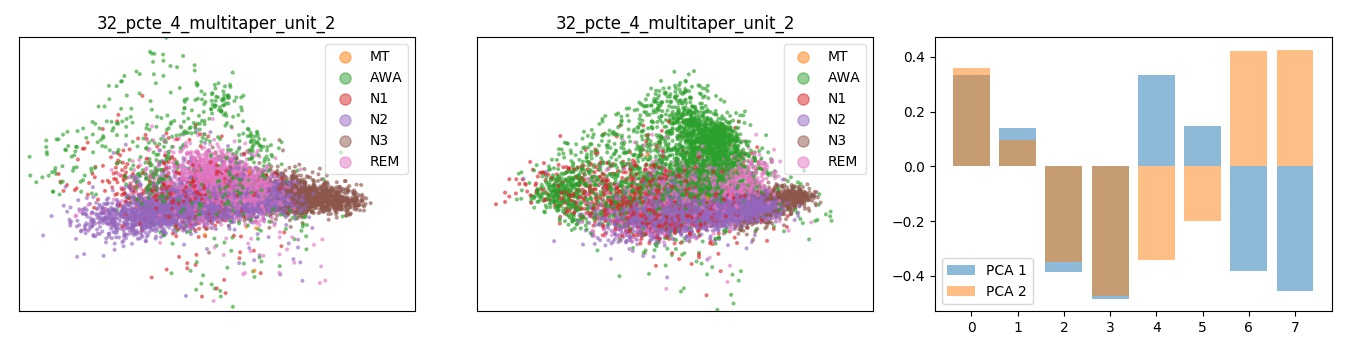 32_pcte_4_multitaper_unit_2
MT
AWA
N1
N2
N3
REM
32_pcte_4_multitaper_unit_2
MT
AWA
N1
N2
N3
REM
0.4
0.2
0.0
−0.2
−0.4
PCA 1
PCA 2
0 1 2 3 4 5 6 7